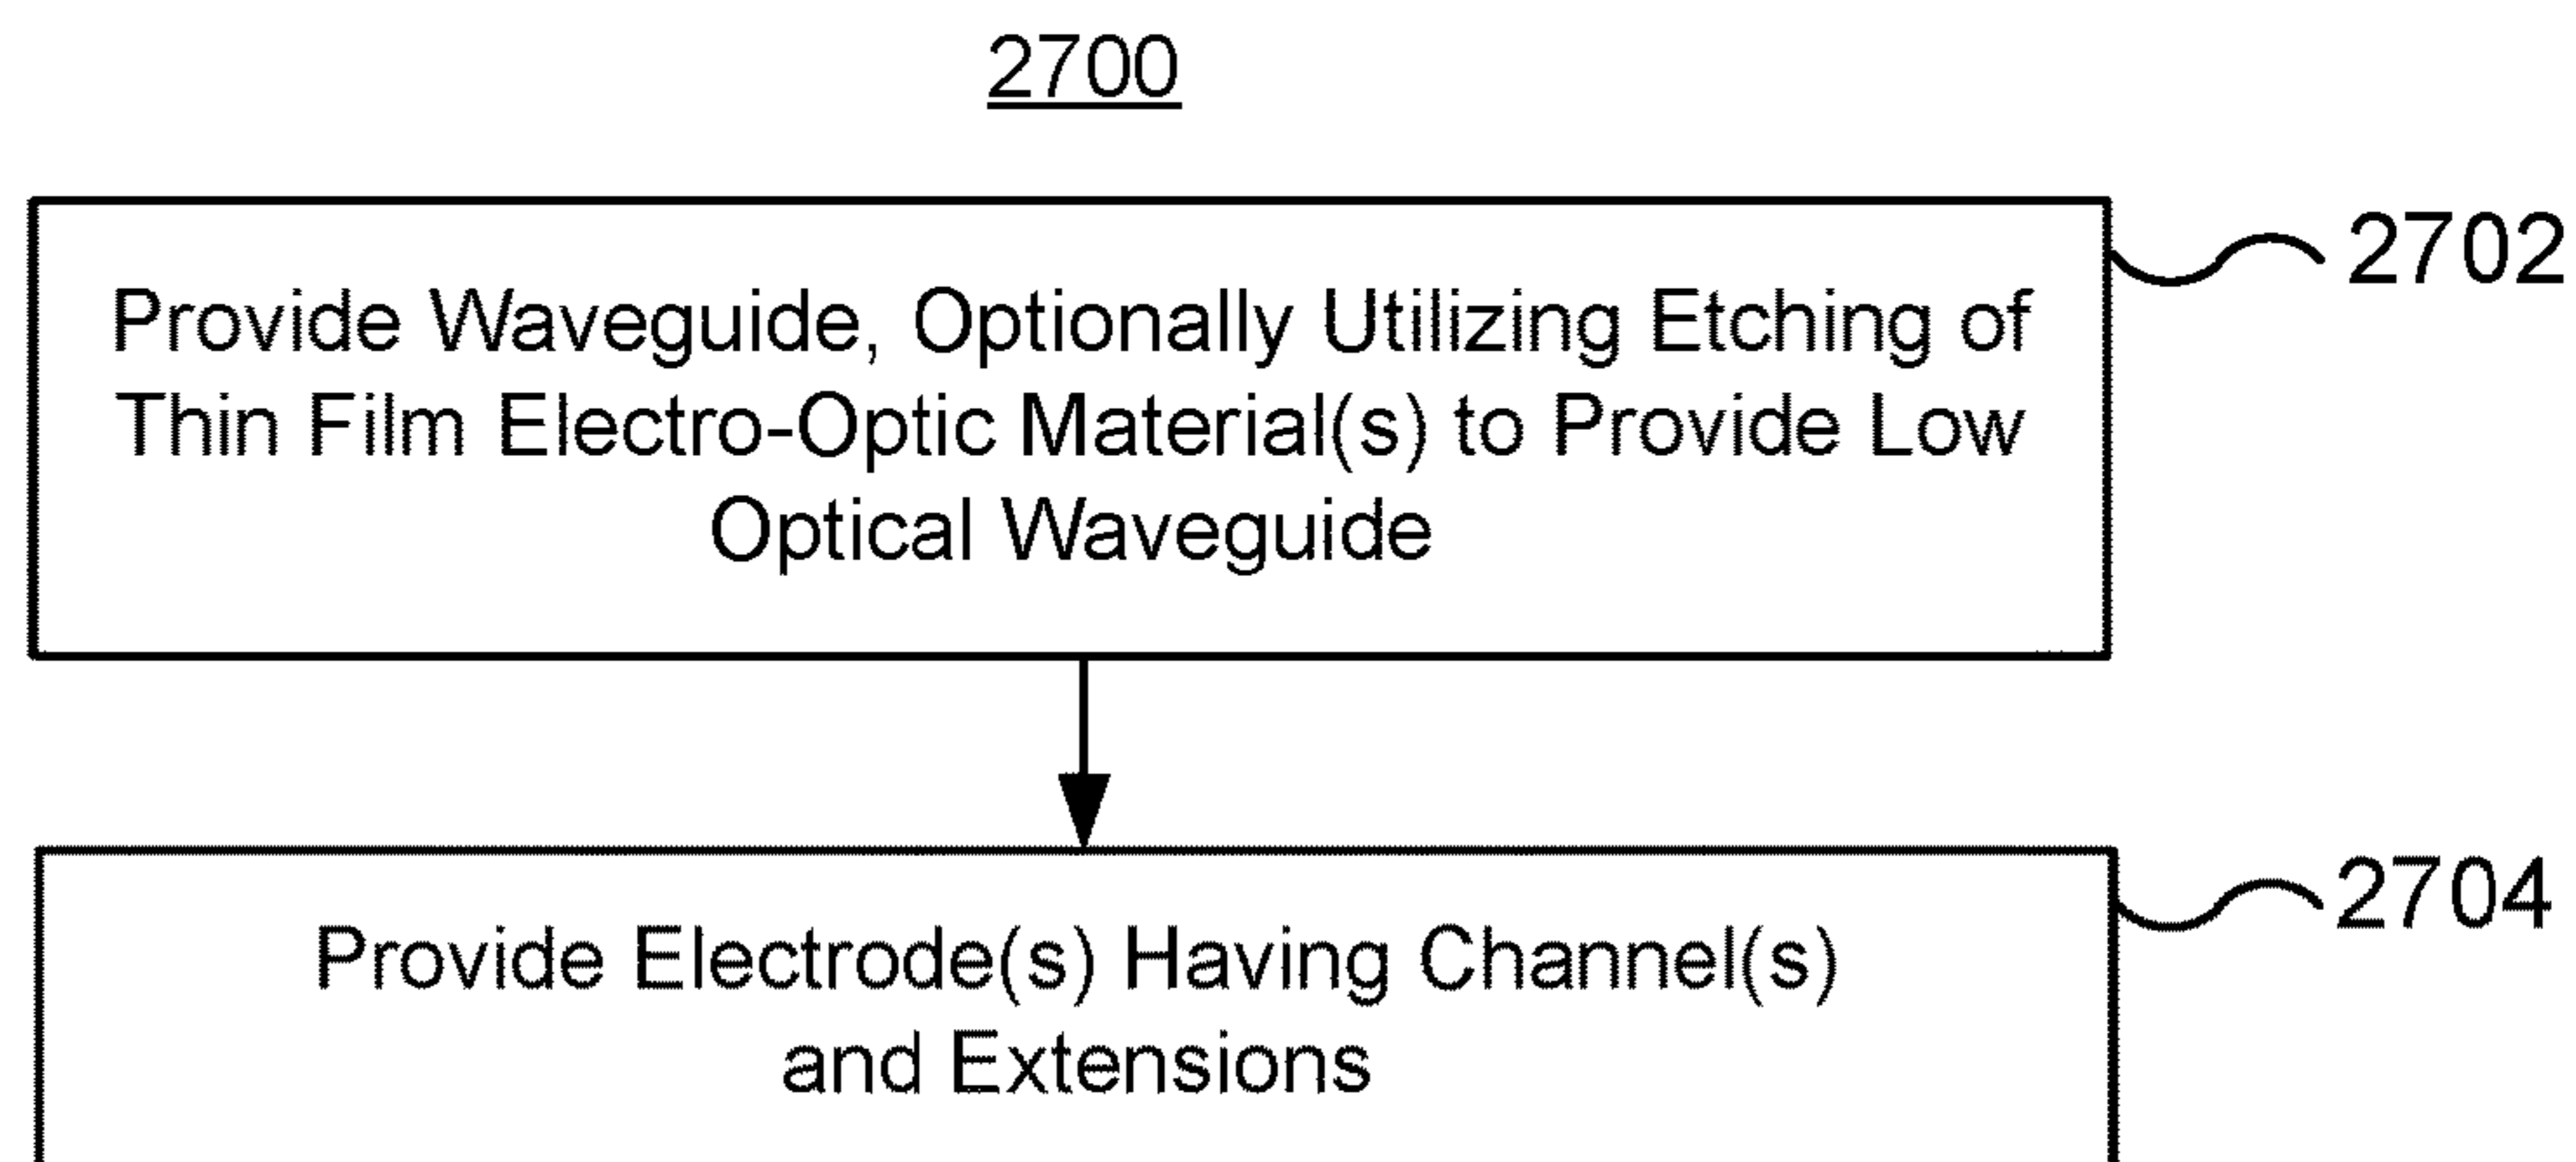 2700
Provide Waveguide, Optionally Utilizing Etching of
2702
Thin Film Electro-Optic Material(s) to Provide Low
Optical Waveguide
Provide Electrode(s) Having Channel(s)
2704
and Extensions